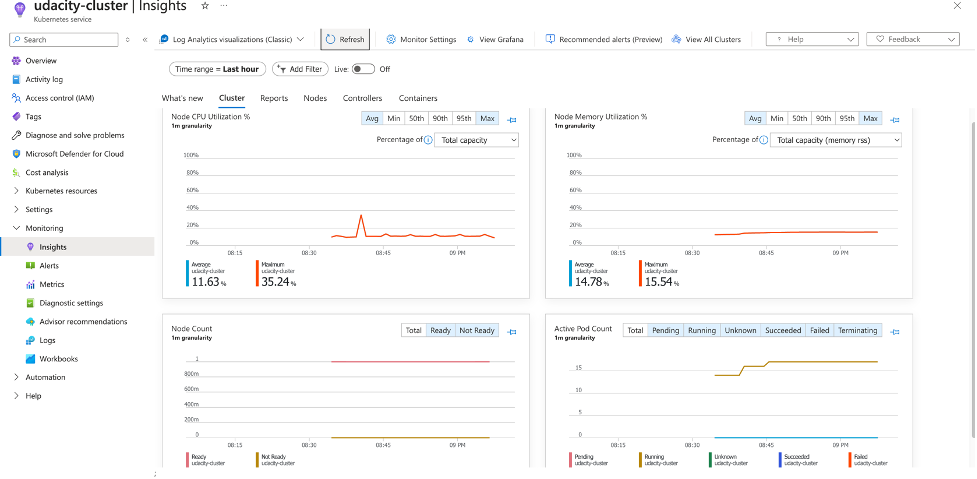 udacity-cluster | Insights ☆ ···
Kubernetes service
Search
Log Analytics visualizations (Classic)
Refresh
Monitor Settings
View Grafana
Recommended alerts (Preview)
View All Clusters
? Help
Feedback
Overview
Activity log
Access control (IAM)
Tags
Diagnose and solve problems
Microsoft Defender for Cloud
Cost analysis
Kubernetes resources
Settings
Monitoring
Insights
Alerts
Metrics
Diagnostic settings
Advisor recommendations
Logs
Workbooks
Automation
Help
Time range = Last hour
Add Filter
Live: Off
What's new Cluster Reports Nodes Controllers Containers
Node CPU Utilization %
1m granularity
Avg Min 50th 90th 95th Max
Percentage of Total capacity
100%
80%
60%
40%
20%
0%
08:15 08:30 08:45 09 PM
Average Maximum
udacity-cluster udacity-cluster
11.63 % 35.24 %
Node Memory Utilization %
1m granularity
Avg Min 50th 90th 95th Max
Percentage of Total capacity (memory rss)
100%
80%
60%
40%
20%
0%
08:15 08:30 08:45 09 PM
Average Maximum
udacity-cluster udacity-cluster
14.78 % 15.54 %
Node Count
1m granularity
Total Ready Not Ready
1
800m
600m
400m
200m
0
08:15 08:30 08:45 09 PM
Ready Not Ready
udacity-cluster udacity-cluster
Active Pod Count
1m granularity
Total Pending Running Unknown Succeeded Failed Terminating
15
10
5
0
08:15 08:30 08:45 09 PM
Pending Running Unknown Succeeded Failed
udacity-cluster udacity-cluster udacity-cluster udacity-cluster udacity-cluster